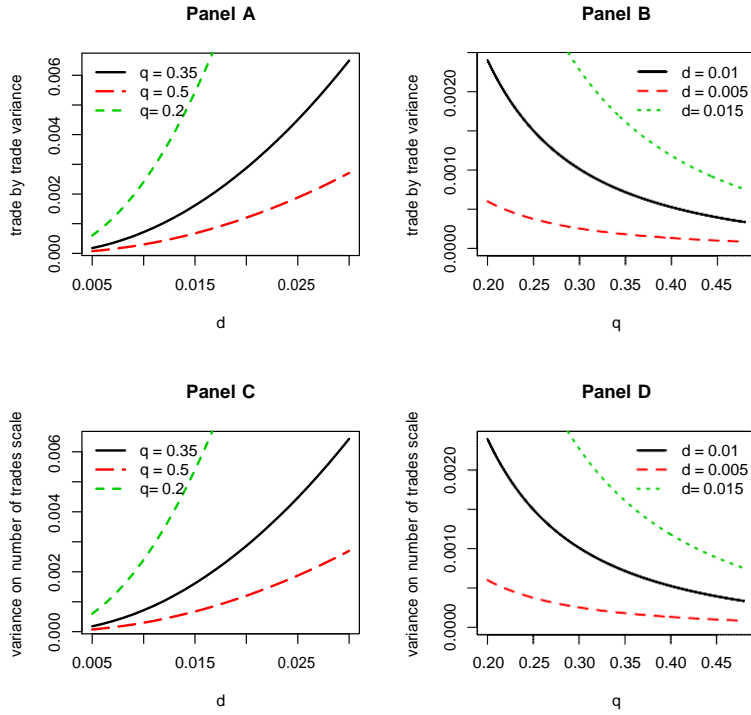 Panel A
trade by trade variance
0.000 0.002 0.004 0.006
q = 0.35
q = 0.5
q= 0.2
0.005 0.015 0.025
d
Panel B
trade by trade variance
0.0000 0.0010 0.0020
d = 0.01
d = 0.005
d= 0.015
0.20 0.25 0.30 0.35 0.40 0.45
q
Panel C
variance on number of trades scale
0.000 0.002 0.004 0.006
q = 0.35
q = 0.5
q= 0.2
0.005 0.015 0.025
d
Panel D
variance on number of trades scale
0.0000 0.0010 0.0020
d = 0.01
d = 0.005
d= 0.015
0.20 0.25 0.30 0.35 0.40 0.45
q